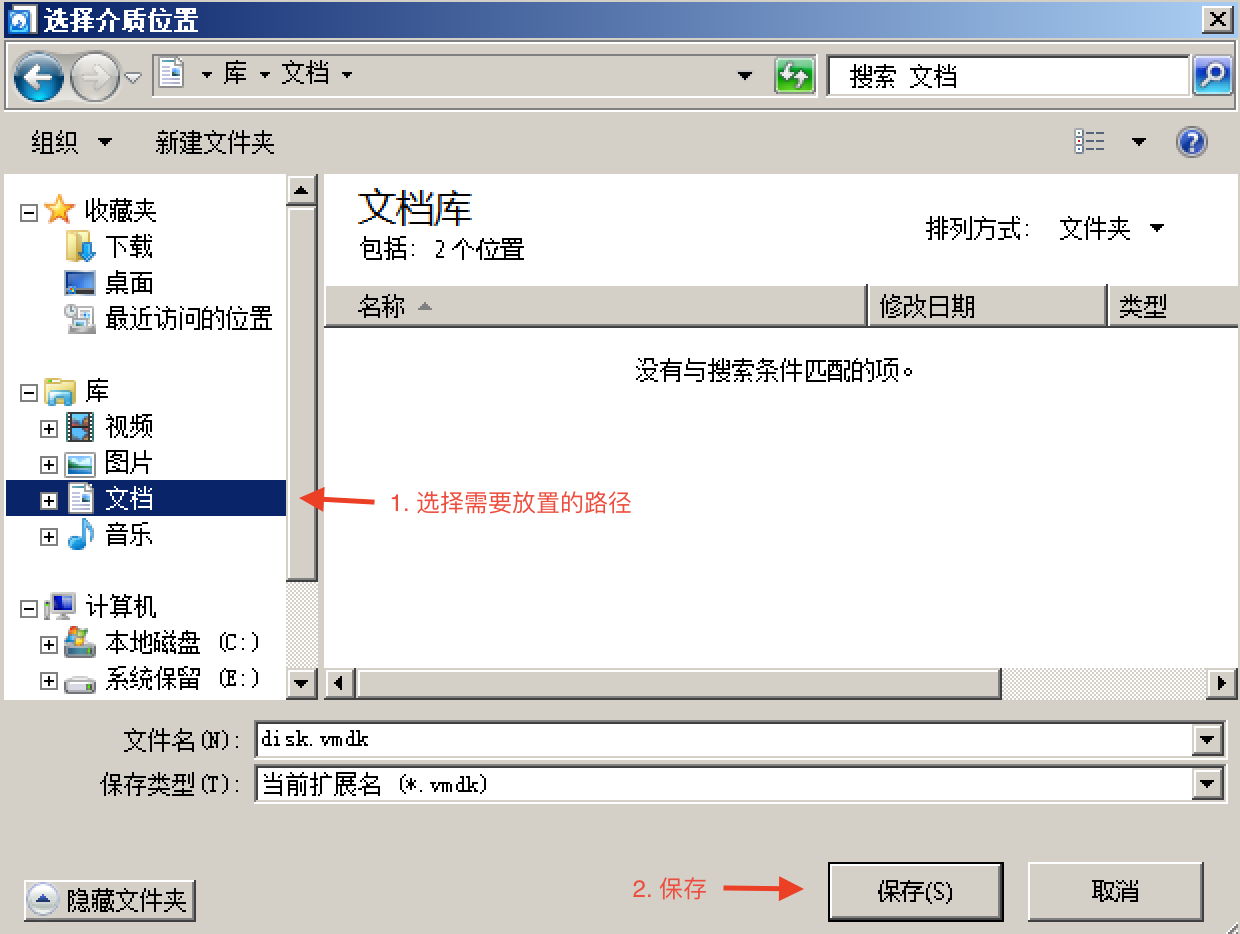 选择介质位置
库 文档
搜索 文档
组织 新建文件夹
收藏夹
下载
桌面
最近访问的位置
库
视频
图片
文档
音乐
计算机
本地磁盘 (C:)
系统保留 (E:)
文档库
包括: 2 个位置
排列方式: 文件夹
名称 修改日期 类型
没有与搜索条件匹配的项。
1. 选择需要放置的路径
文件名(N): disk.vmdk
保存类型(T): 当前扩展名 (*.vmdk)
隐藏文件夹
2. 保存
保存(S)
取消